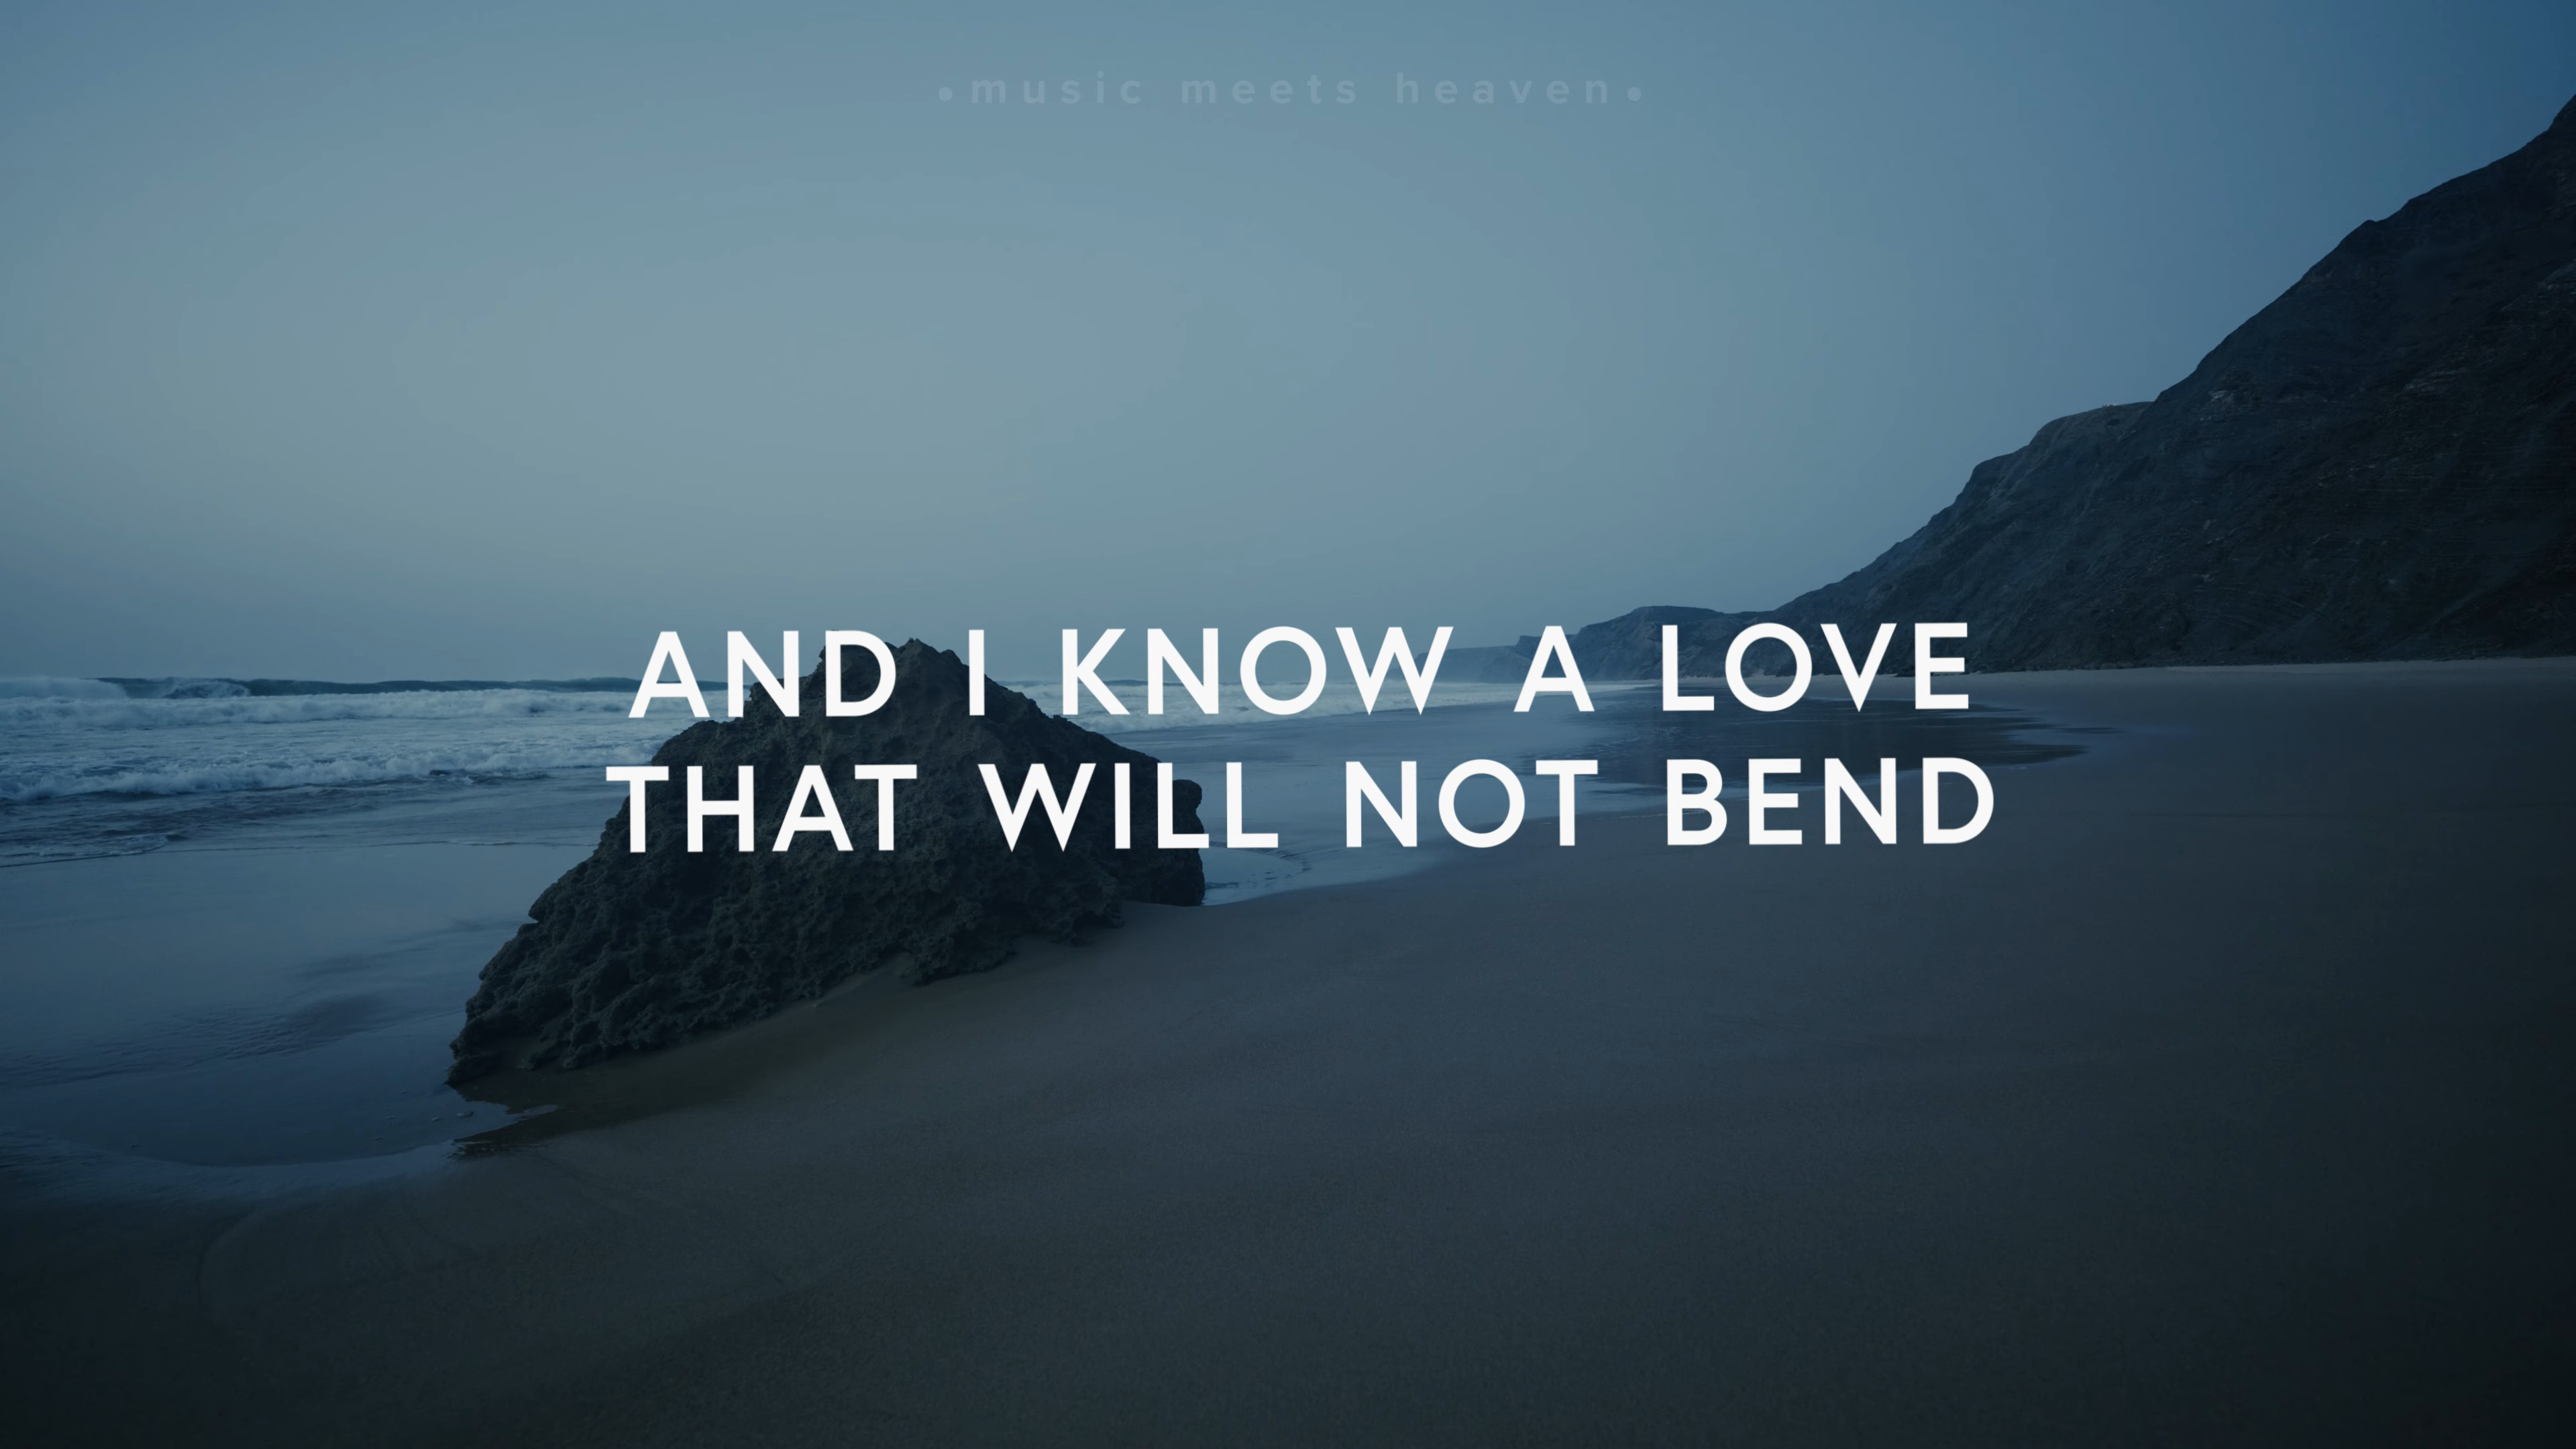 •music meets heaven•
AND I KNOW A LOVE
THAT WILL NOT BEND